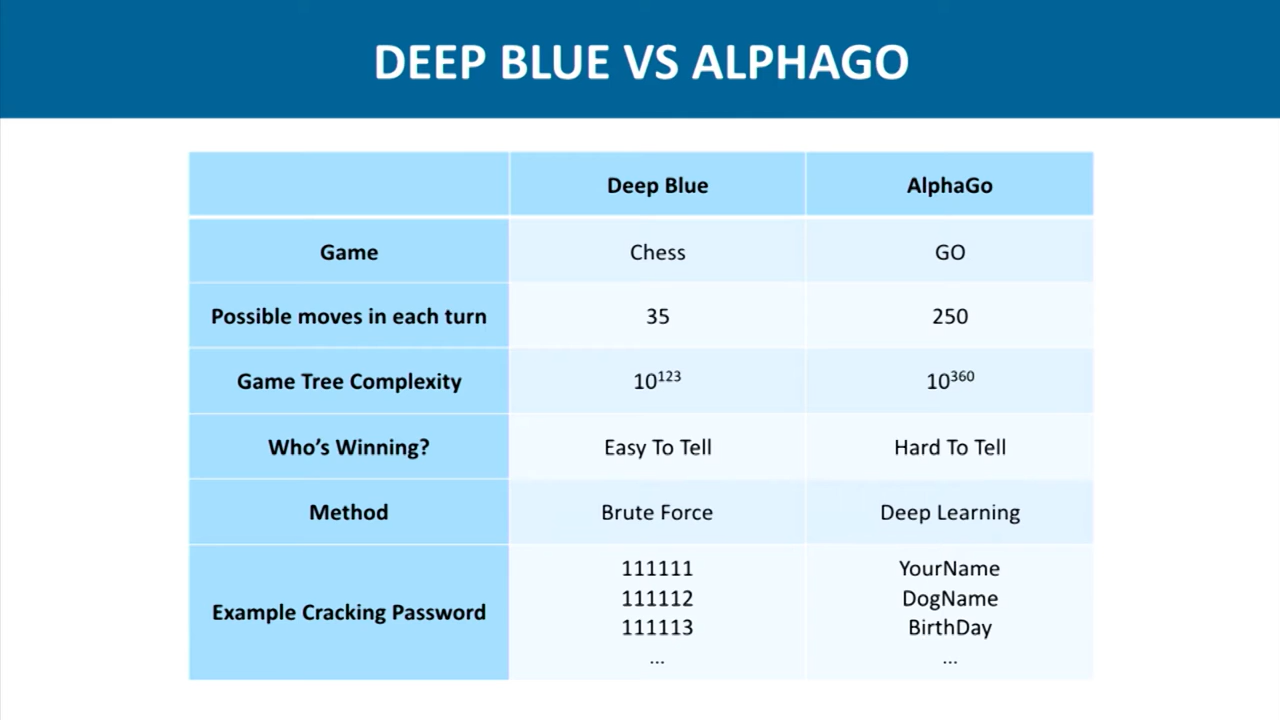 DEEP BLUE VS ALPHAGO
Deep Blue AlphaGo
Game Chess GO
Possible moves in each turn 35 250
Game Tree Complexity 10¹²³ 10³⁶⁰
Who’s Winning? Easy To Tell Hard To Tell
Method Brute Force Deep Learning
Example Cracking Password
111111 YourName
111112 DogName
111113 BirthDay
... ...